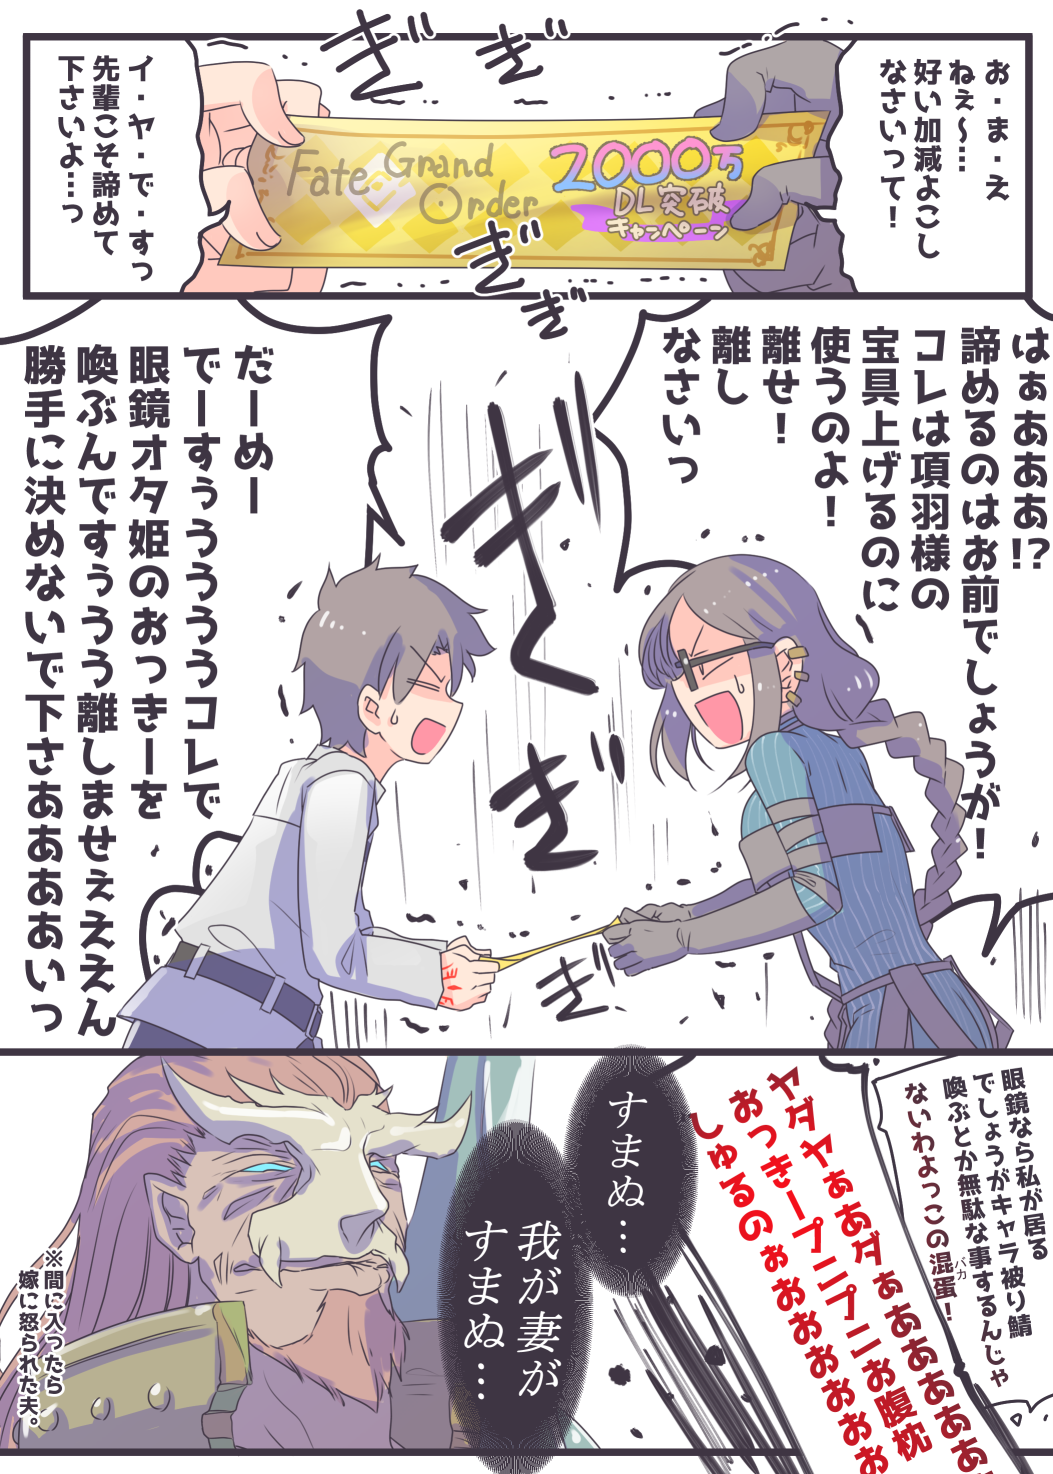 お・ま・え
ねぇ～…
好い加減よこし
なさいって！
ぎ
ぎ
Fate Grand
Order
2000万
DL突破
キャンペーン
ぎ
ぎ
イ・ヤ・で・すっ
先輩こそ諦めて
下さいよ…っ
はぁあああ!?
諦めるのはお前でしょうが！
コレは項羽様の
宝具上げるのに
使うのよ！
離せ！
離し
なさいっ
ぎ
ぎ
ぎ
だーめー
でーすぅうううコレで
眼鏡オタ姫のおっきーを
喚ぶんですぅうう離しませぇええん
勝手に決めないで下さああああいっ
眼鏡なら私が居る
でしょうがキャラ被り鯖
喚ぶとか無駄な事するんじゃ
ないわよっこの混蛋！
バカ
ヤダヤぁあダぁああああああ
おっきープニプニお腹枕
しゅるのぉおおおおおお
すまぬ…
我が妻が
すまぬ…
※間に入ったら
嫁に怒られた夫。